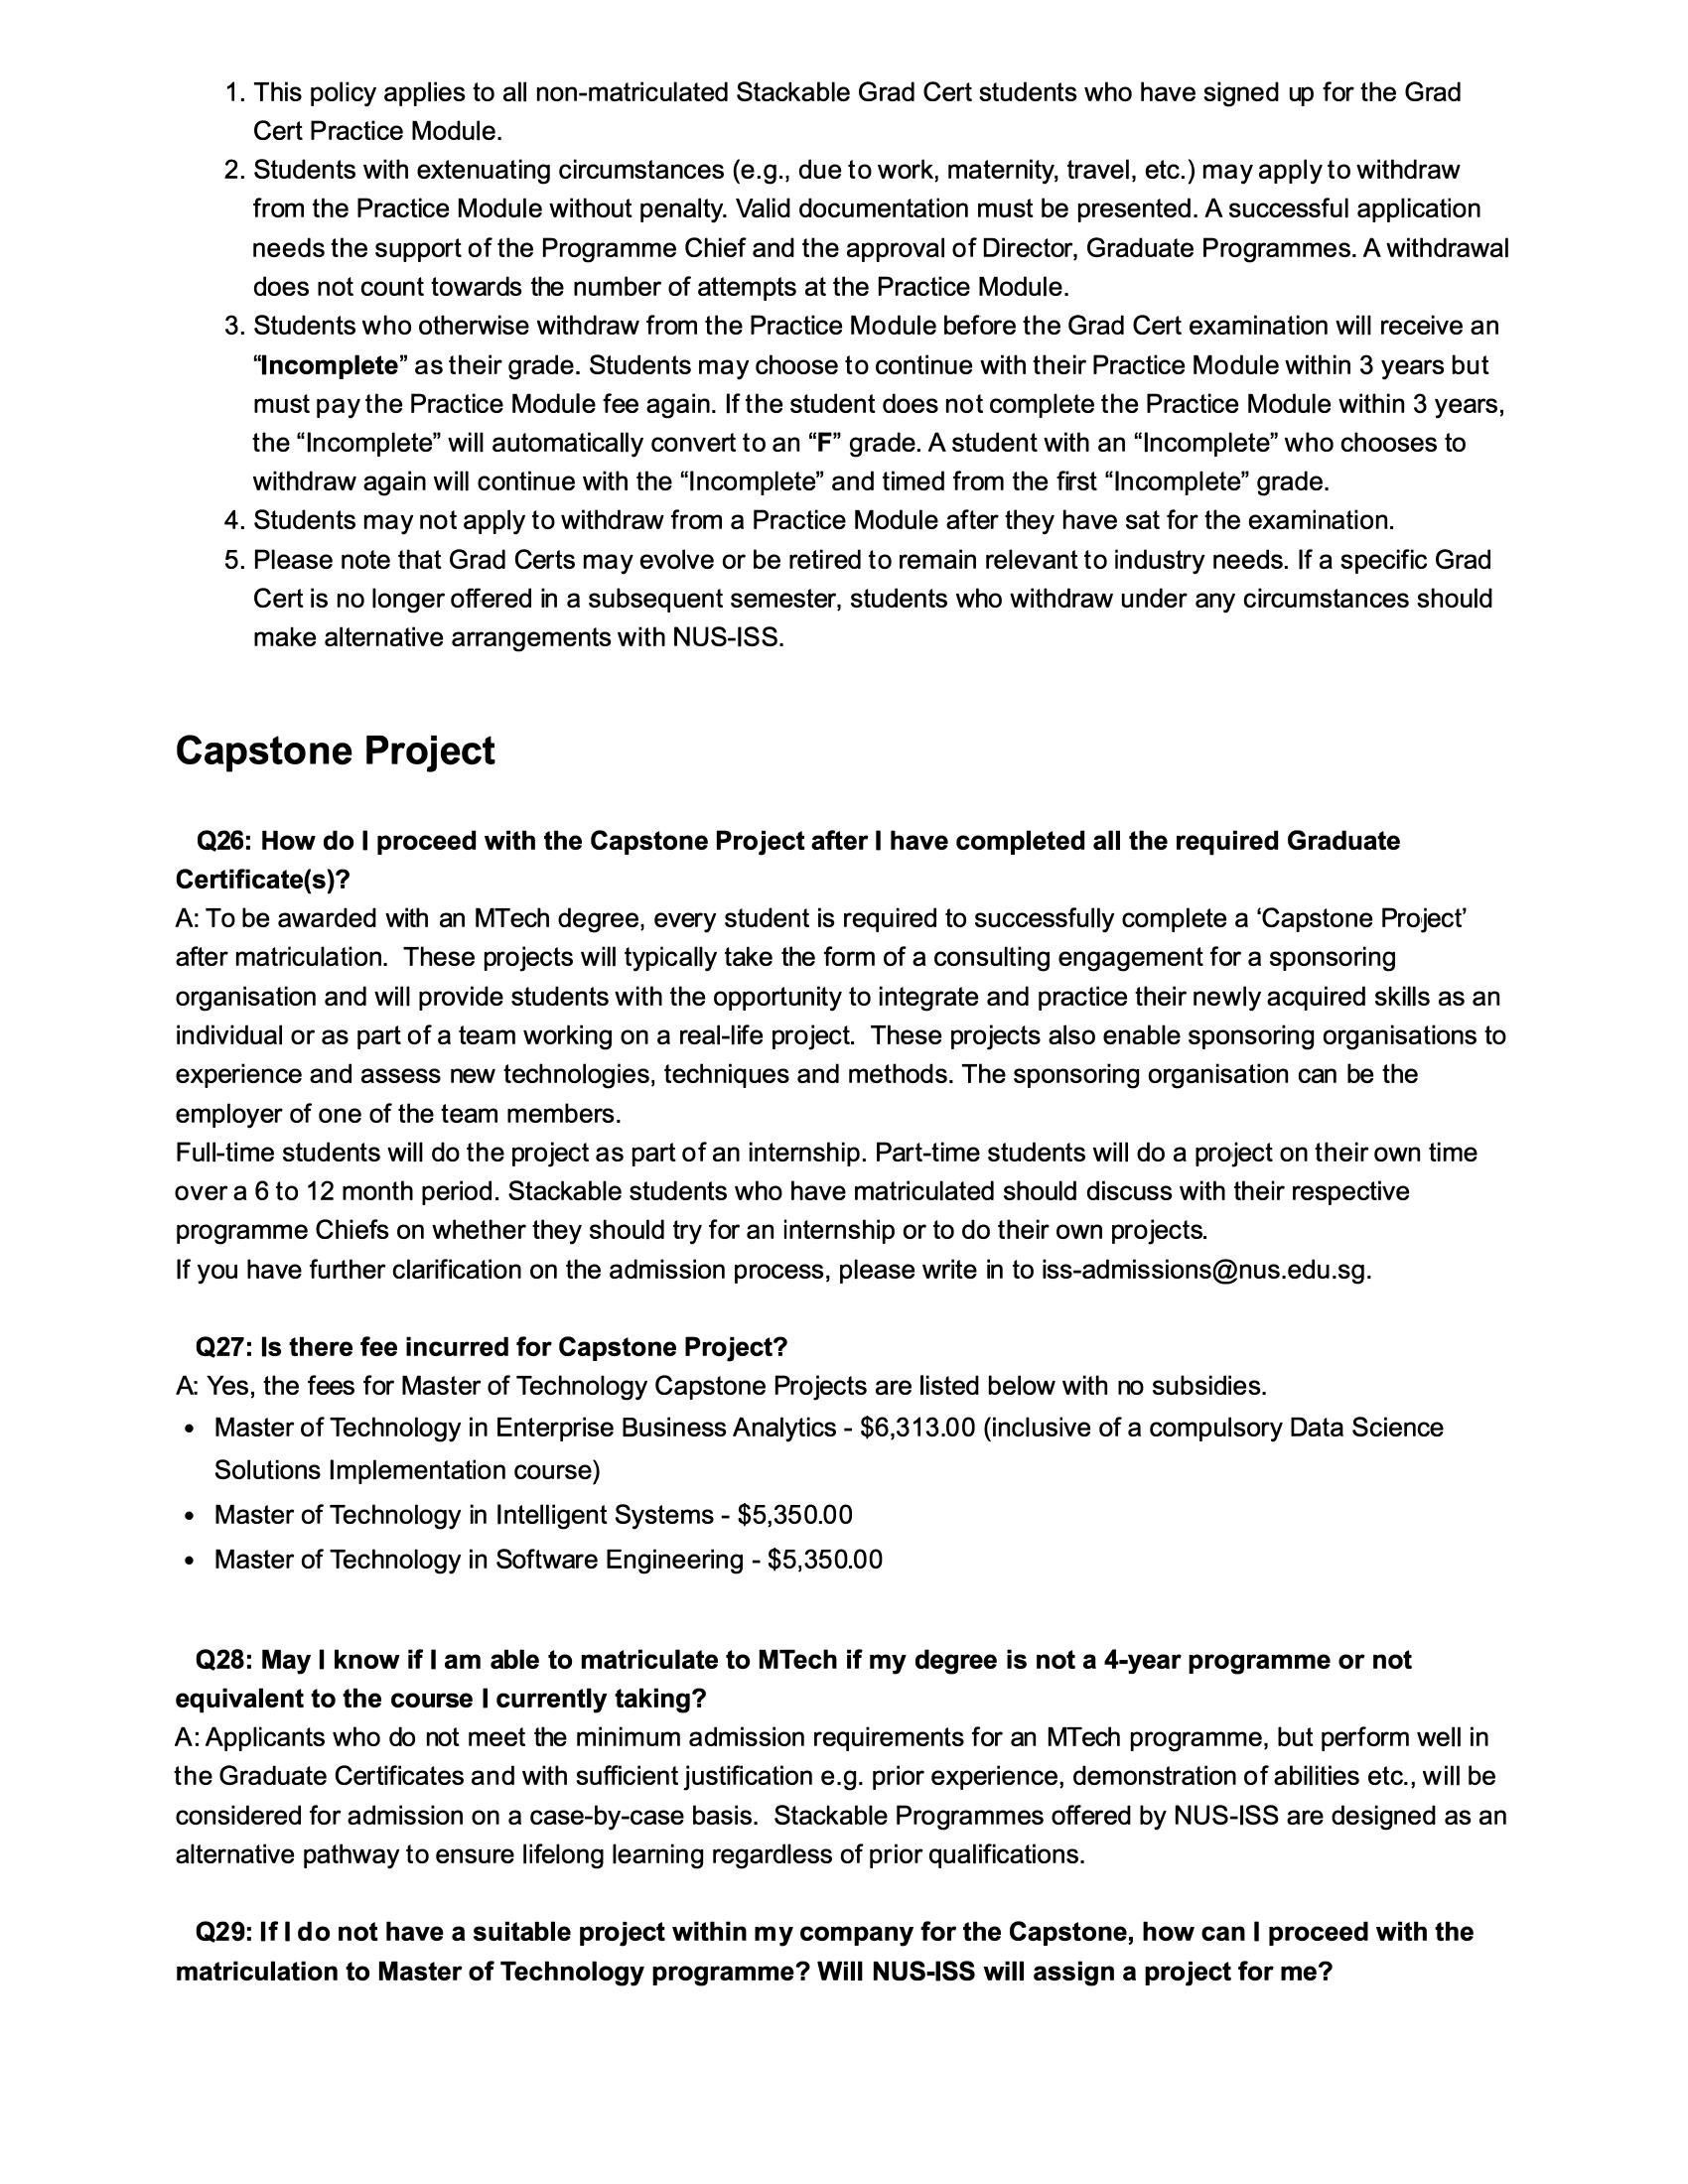 1. This policy applies to all non-matriculated Stackable Grad Cert students who have signed up for the Grad
Cert Practice Module.
2. Students with extenuating circumstances (e.g., due to work, maternity, travel, etc.) may apply to withdraw
from the Practice Module without penalty. Valid documentation must be presented. A successful application
needs the support of the Programme Chief and the approval of Director, Graduate Programmes. A withdrawal
does not count towards the number of attempts at the Practice Module.
3. Students who otherwise withdraw from the Practice Module before the Grad Cert examination will receive an
“Incomplete” as their grade. Students may choose to continue with their Practice Module within 3 years but
must pay the Practice Module fee again. If the student does not complete the Practice Module within 3 years,
the “Incomplete” will automatically convert to an “F” grade. A student with an “Incomplete” who chooses to
withdraw again will continue with the “Incomplete” and timed from the first “Incomplete” grade.
4. Students may not apply to withdraw from a Practice Module after they have sat for the examination.
5. Please note that Grad Certs may evolve or be retired to remain relevant to industry needs. If a specific Grad
Cert is no longer offered in a subsequent semester, students who withdraw under any circumstances should
make alternative arrangements with NUS-ISS.
Capstone Project
Q26: How do I proceed with the Capstone Project after I have completed all the required Graduate
Certificate(s)?
A: To be awarded with an MTech degree, every student is required to successfully complete a ‘Capstone Project’
after matriculation.  These projects will typically take the form of a consulting engagement for a sponsoring
organisation and will provide students with the opportunity to integrate and practice their newly acquired skills as an
individual or as part of a team working on a real-life project.  These projects also enable sponsoring organisations to
experience and assess new technologies, techniques and methods. The sponsoring organisation can be the
employer of one of the team members.
Full-time students will do the project as part of an internship. Part-time students will do a project on their own time
over a 6 to 12 month period. Stackable students who have matriculated should discuss with their respective
programme Chiefs on whether they should try for an internship or to do their own projects.
If you have further clarification on the admission process, please write in to iss-admissions@nus.edu.sg.
Q27: Is there fee incurred for Capstone Project?
A: Yes, the fees for Master of Technology Capstone Projects are listed below with no subsidies.
• Master of Technology in Enterprise Business Analytics - $6,313.00 (inclusive of a compulsory Data Science
Solutions Implementation course)
• Master of Technology in Intelligent Systems - $5,350.00
• Master of Technology in Software Engineering - $5,350.00
Q28: May I know if I am able to matriculate to MTech if my degree is not a 4-year programme or not
equivalent to the course I currently taking?
A: Applicants who do not meet the minimum admission requirements for an MTech programme, but perform well in
the Graduate Certificates and with sufficient justification e.g. prior experience, demonstration of abilities etc., will be
considered for admission on a case-by-case basis.  Stackable Programmes offered by NUS-ISS are designed as an
alternative pathway to ensure lifelong learning regardless of prior qualifications.
Q29: If I do not have a suitable project within my company for the Capstone, how can I proceed with the
matriculation to Master of Technology programme? Will NUS-ISS will assign a project for me?